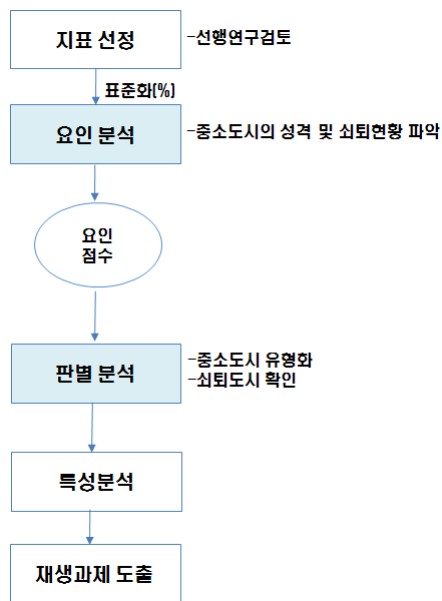 지표 선정
-선행연구검토
표준화(%)
요인 분석
-중소도시의 성격 및 쇠퇴현황 파악
요인
점수
판별 분석
-중소도시 유형화
-쇠퇴도시 확인
특성분석
재생과제 도출